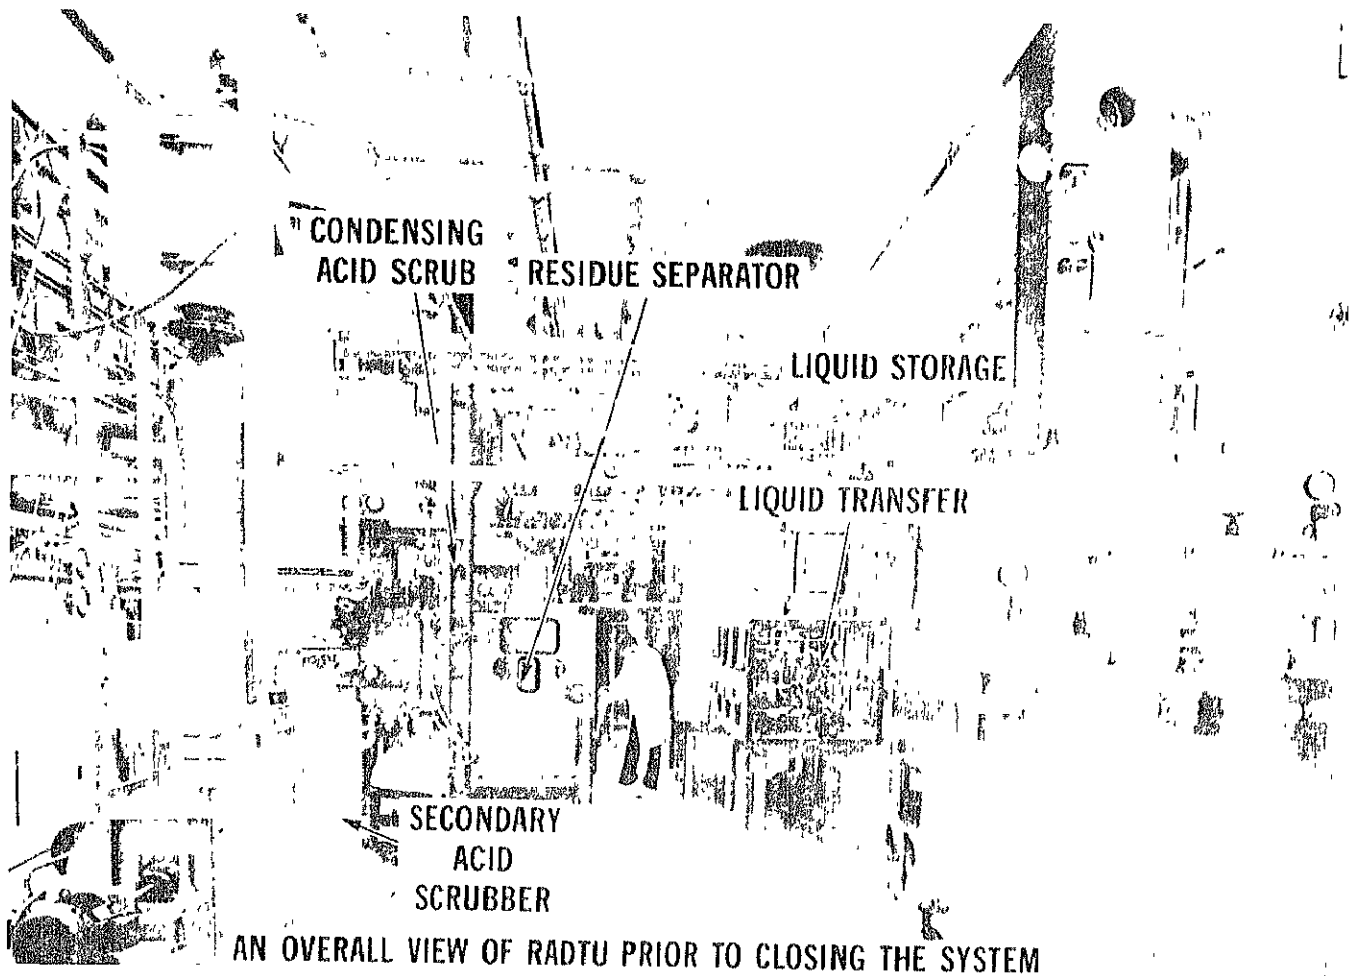 CONDENSING
ACID SCRUB
RESIDUE SEPARATOR
LIQUID STORAGE
LIQUID TRANSFER
SECONDARY
ACID
SCRUBBER
AN OVERALL VIEW OF RADTU PRIOR TO CLOSING THE SYSTEM